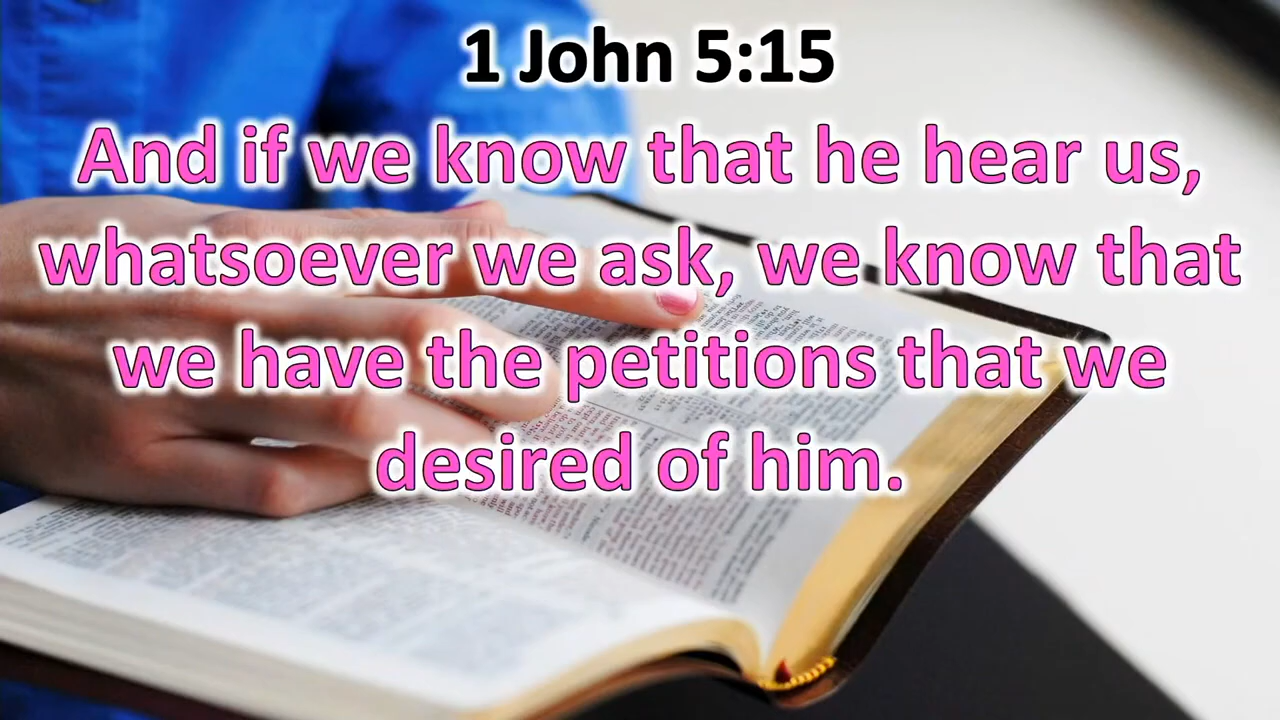 1 John 5:15
And if we know that he hear us,
whatsoever we ask, we know that
we have the petitions that we
desired of him.